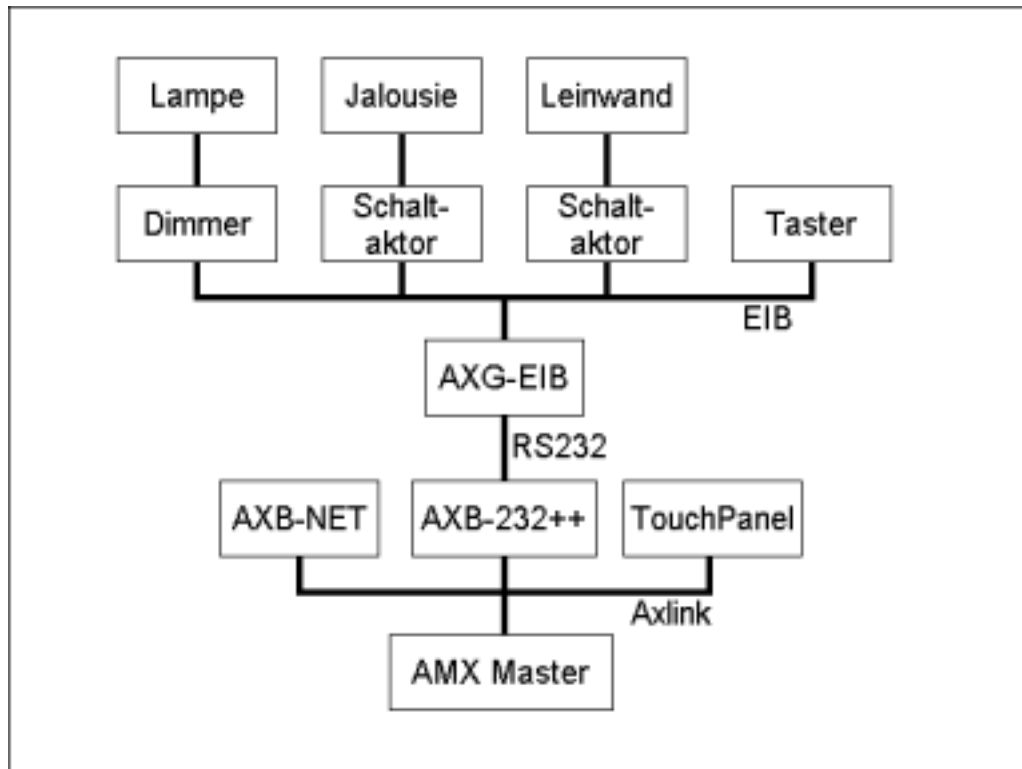 Lampe
Jalousie
Leinwand
Dimmer
Schalt-
aktor
Schalt-
aktor
Taster
EIB
AXG-EIB
RS232
AXB-NET
AXB-232++
TouchPanel
Axlink
AMX Master